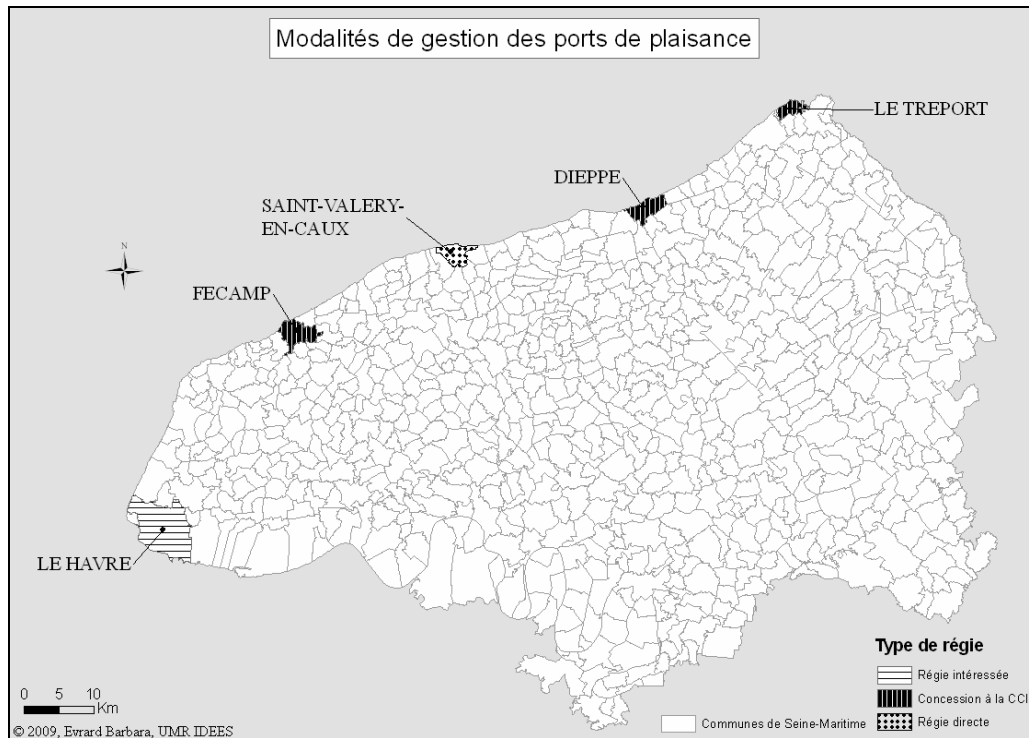 Modalités de gestion des ports de plaisance
LE TREPORT
DIEPPE
SAINT-VALERY-
EN-CAUX
N
FECAMP
LE HAVRE
Type de régie
Régie intéressée
Concession à la CCI
Communes de Seine-Maritime
Régie directe
0 5 10
Km
© 2009, Evrard Barbara, UMR IDEES